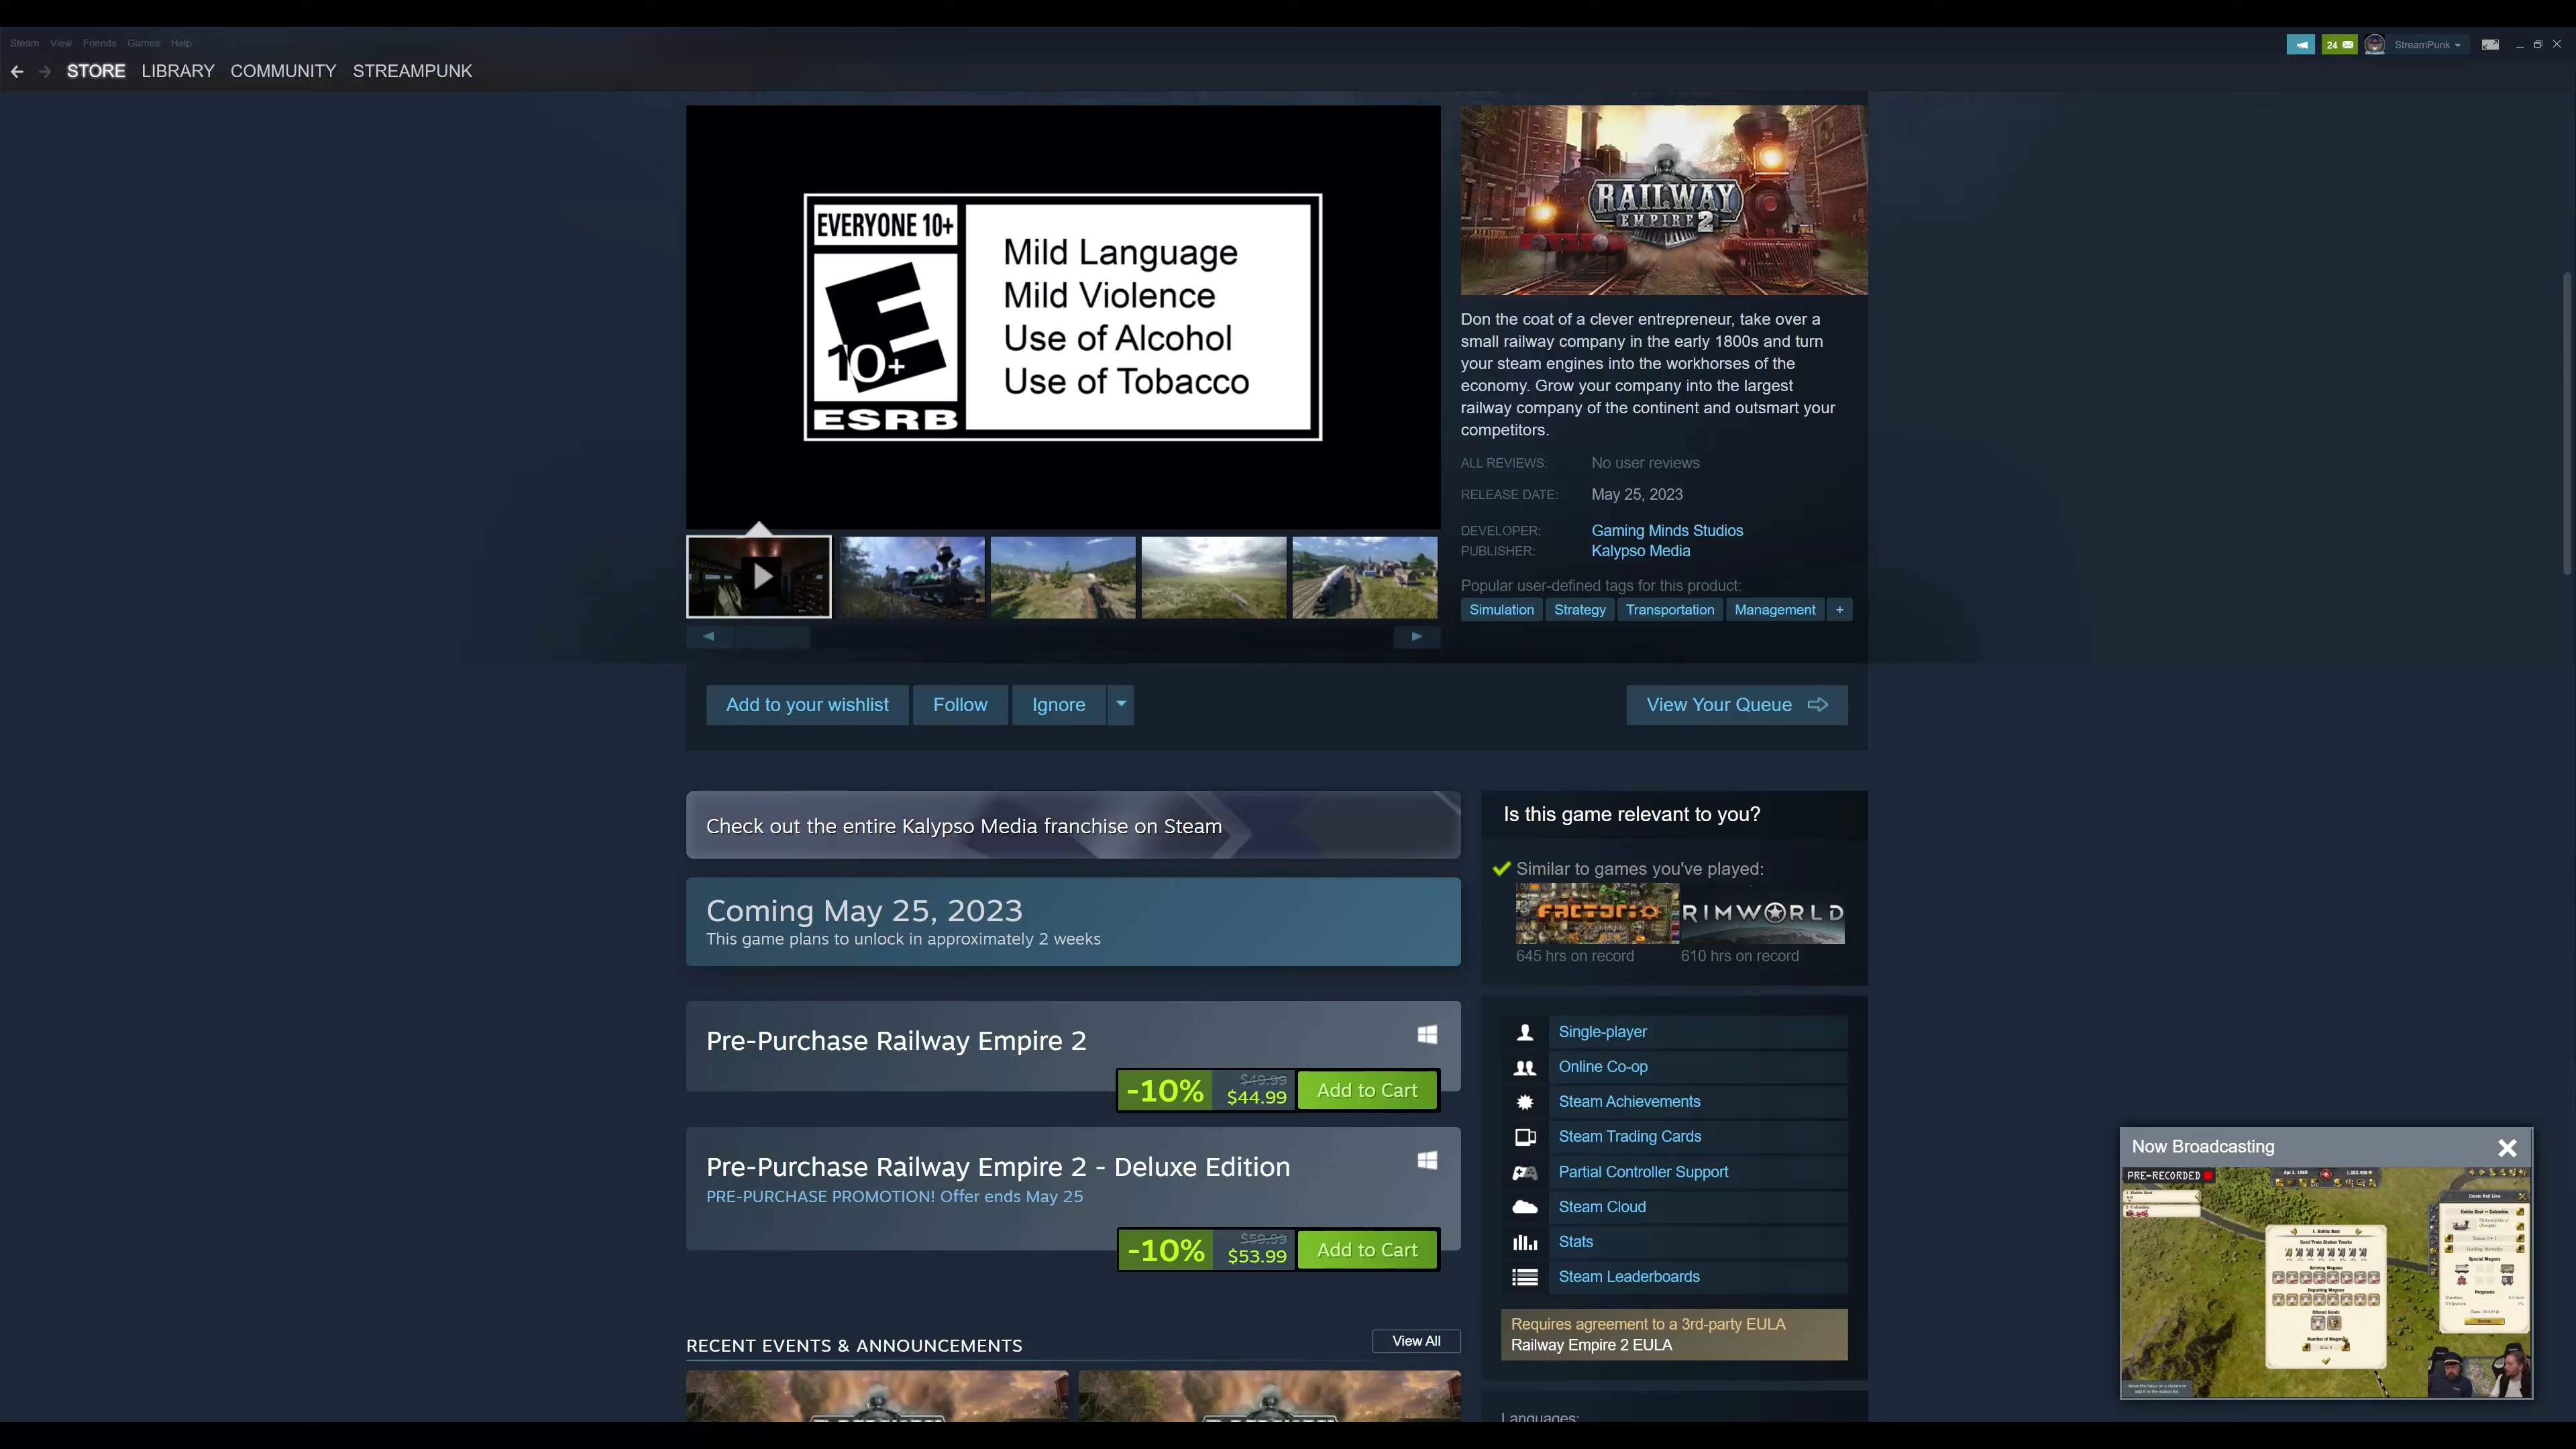 Steam View Friends Games Help
24 StreamPunk
STORE LIBRARY COMMUNITY STREAMPUNK
EVERYONE 10+
E
10+
ESRB
Mild Language
Mild Violence
Use of Alcohol
Use of Tobacco
RAILWAY
EMPIRE 2
Don the coat of a clever entrepreneur, take over a
small railway company in the early 1800s and turn
your steam engines into the workhorses of the
economy. Grow your company into the largest
railway company of the continent and outsmart your
competitors.
ALL REVIEWS: No user reviews
RELEASE DATE: May 25, 2023
DEVELOPER: Gaming Minds Studios
PUBLISHER: Kalypso Media
Popular user-defined tags for this product:
Simulation Strategy Transportation Management +
Add to your wishlist Follow Ignore
View Your Queue
Check out the entire Kalypso Media franchise on Steam
Coming May 25, 2023
This game plans to unlock in approximately 2 weeks
Pre-Purchase Railway Empire 2
-10% $49.99 $44.99 Add to Cart
Pre-Purchase Railway Empire 2 - Deluxe Edition
PRE-PURCHASE PROMOTION! Offer ends May 25
-10% $59.99 $53.99 Add to Cart
RECENT EVENTS & ANNOUNCEMENTS View All
Is this game relevant to you?
Similar to games you've played:
FACTORIO RIMWORLD
645 hrs on record 610 hrs on record
Single-player
Online Co-op
Steam Achievements
Steam Trading Cards
Partial Controller Support
Steam Cloud
Stats
Steam Leaderboards
Requires agreement to a 3rd-party EULA
Railway Empire 2 EULA
Languages:
Now Broadcasting
PRE-RECORDED